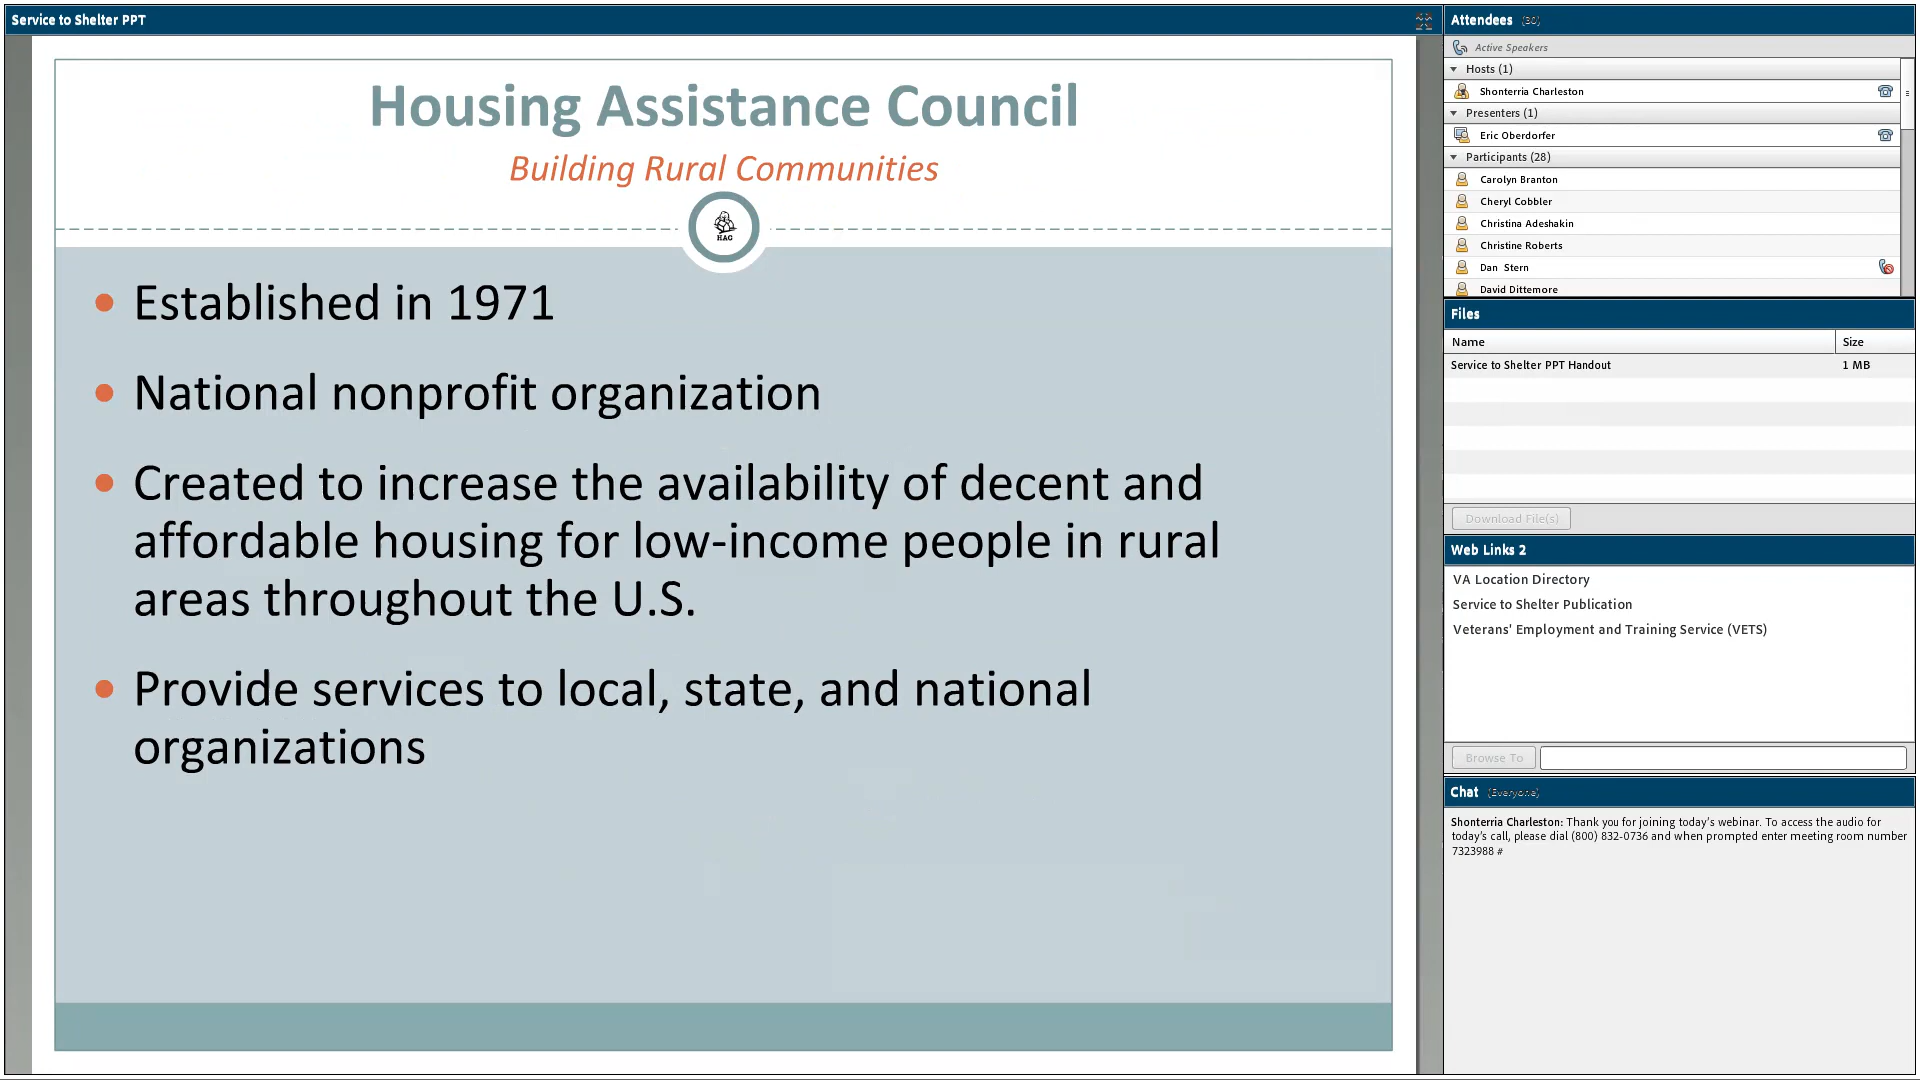 Service to Shelter PPT
Housing Assistance Council
Building Rural Communities
HAC
• Established in 1971
• National nonprofit organization
• Created to increase the availability of decent and
affordable housing for low-income people in rural
areas throughout the U.S.
• Provide services to local, state, and national
organizations
Attendees (30)
Active Speakers
Hosts (1)
Shonterria Charleston
Presenters (1)
Eric Oberdorfer
Participants (28)
Carolyn Branton
Cheryl Cobbler
Christina Adeshakin
Christine Roberts
Dan Stern
David Dittemore
Files
Name Size
Service to Shelter PPT Handout 1 MB
Download File(s)
Web Links 2
VA Location Directory
Service to Shelter Publication
Veterans' Employment and Training Service (VETS)
Browse To
Chat (Everyone)
Shonterria Charleston: Thank you for joining today's webinar. To access the audio for
today's call, please dial (800) 832-0736 and when prompted enter meeting room number
7323988 #